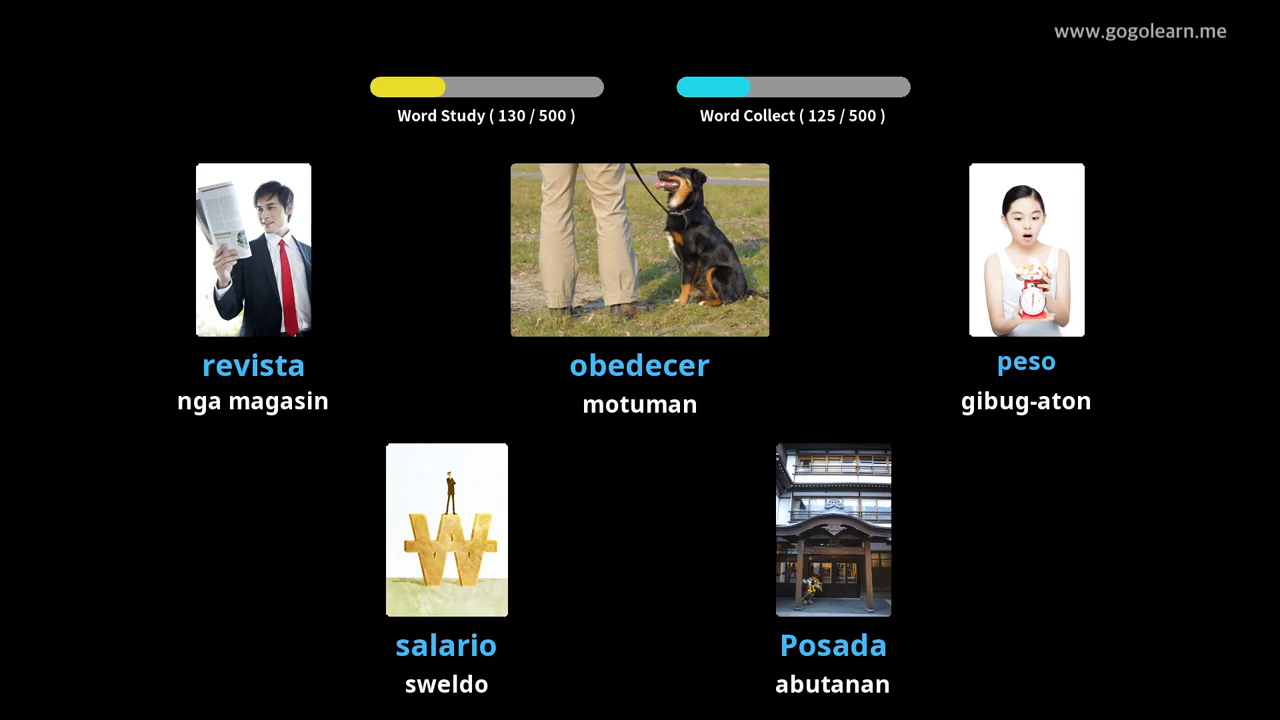 www.gogolearn.me
Word Study ( 130 / 500 )
Word Collect ( 125 / 500 )
revista
nga magasin
obedecer
motuman
peso
gibug-aton
salario
sweldo
Posada
abutanan